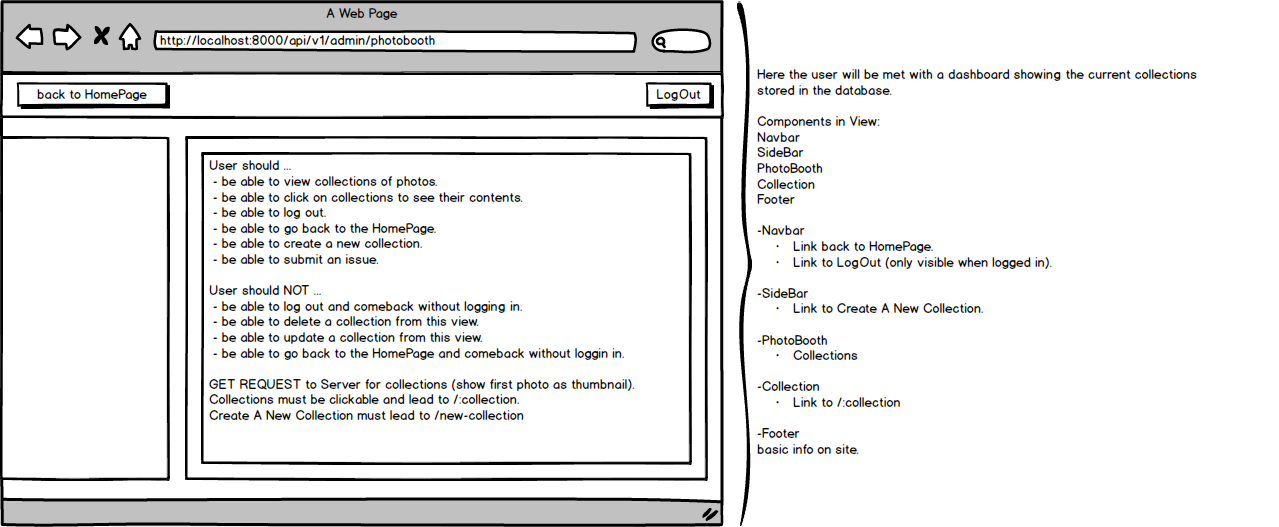 A Web Page
http://localhost:8000/api/v1/admin/photobooth
back to HomePage
LogOut
User should ...
- be able to view collections of photos.
- be able to click on collections to see their contents.
- be able to log out.
- be able to go back to the HomePage.
- be able to create a new collection.
- be able to submit an issue.
User should NOT ...
- be able to log out and comeback without logging in.
- be able to delete a collection from this view.
- be able to update a collection from this view.
- be able to go back to the HomePage and comeback without loggin in.
GET REQUEST to Server for collections (show first photo as thumbnail).
Collections must be clickable and lead to /:collection.
Create A New Collection must lead to /new-collection
Here the user will be met with a dashboard showing the current collections
stored in the database.
Components in View:
Navbar
SideBar
PhotoBooth
Collection
Footer
-Navbar
· Link back to HomePage.
· Link to LogOut (only visible when logged in).
-SideBar
· Link to Create A New Collection.
-PhotoBooth
· Collections
-Collection
· Link to /:collection
-Footer
basic info on site.